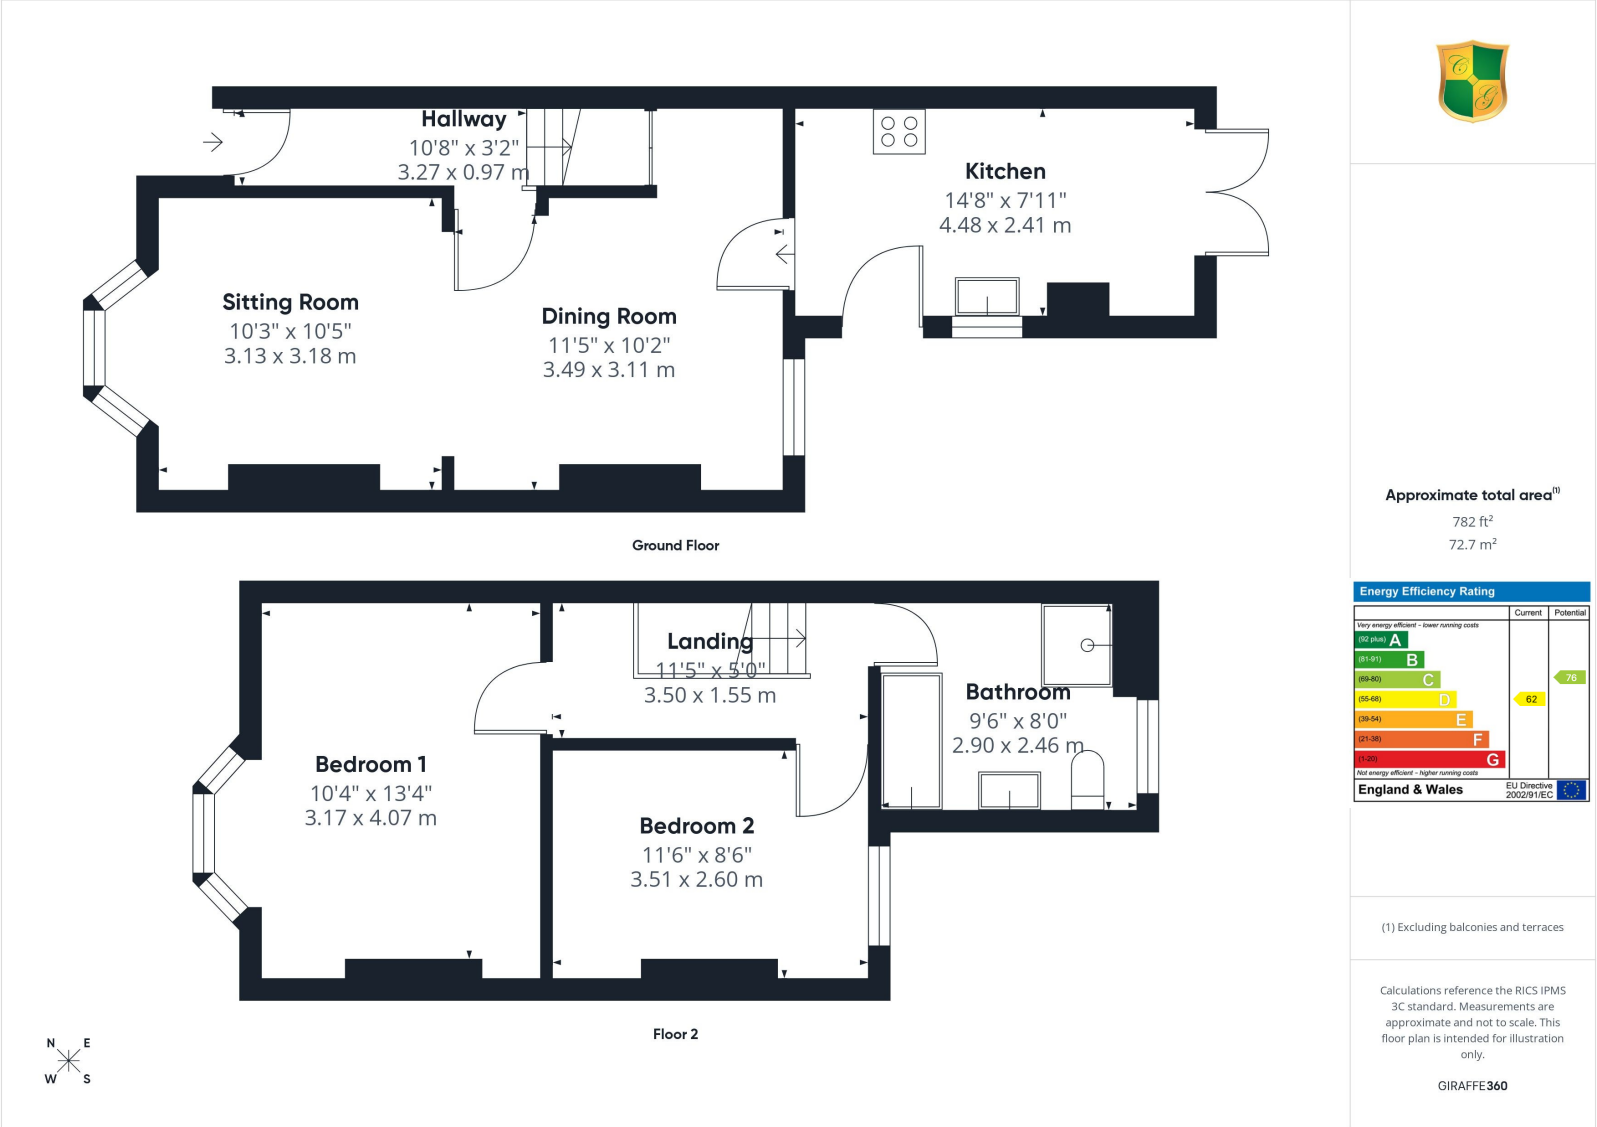 Hallway
10'8" x 3'2"
3.27 x 0.97 m
Kitchen
14'8" x 7'11"
4.48 x 2.41 m
Sitting Room
10'3" x 10'5"
3.13 x 3.18 m
Dining Room
11'5" x 10'2"
3.49 x 3.11 m
Ground Floor
Landing
11'5" x 5'0"
3.50 x 1.55 m
Bathroom
9'6" x 8'0"
2.90 x 2.46 m
Bedroom 1
10'4" x 13'4"
3.17 x 4.07 m
Bedroom 2
11'6" x 8'6"
3.51 x 2.60 m
Floor 2
N E
W S
C
G
Approximate total area(1)
782 ft²
72.7 m²
Energy Efficiency Rating
Current Potential
Very energy efficient - lower running costs
(92 plus) A
(81-91) B
(69-80) C 76
(55-68) D 62
(39-54) E
(21-38) F
(1-20) G
Not energy efficient - higher running costs
England & Wales
EU Directive
2002/91/EC
(1) Excluding balconies and terraces
Calculations reference the RICS IPMS
3C standard. Measurements are
approximate and not to scale. This
floor plan is intended for illustration
only.
GIRAFFE360